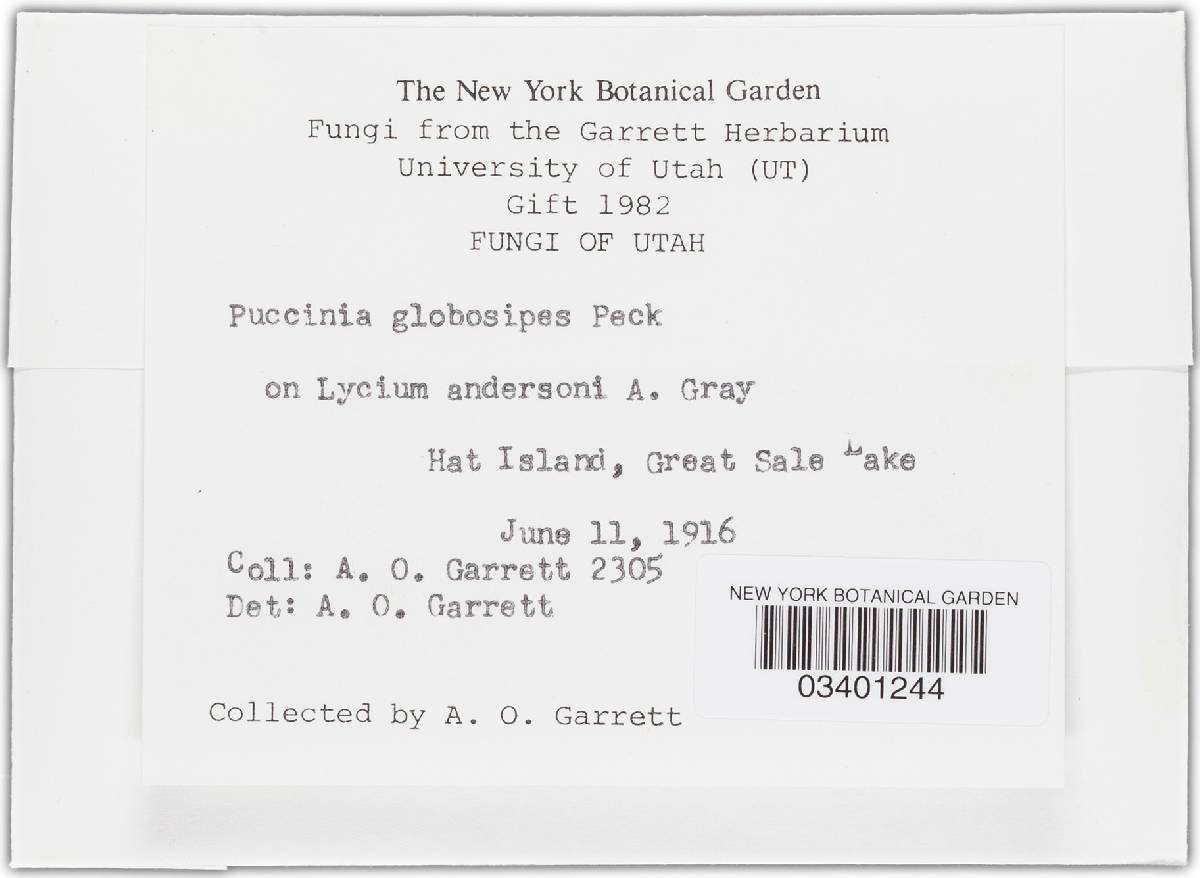 The New York Botanical Garden
Fungi from the Garrett Herbarium
University of Utah (UT)
Gift 1982
FUNGI OF UTAH
Puccinia globosipes Peck
on Lycium andersoni A. Gray
Hat Island, Great Sale Lake
June 11, 1916
Coll: A. O. Garrett 2305
Det: A. O. Garrett
NEW YORK BOTANICAL GARDEN
03401244
Collected by A. O. Garrett